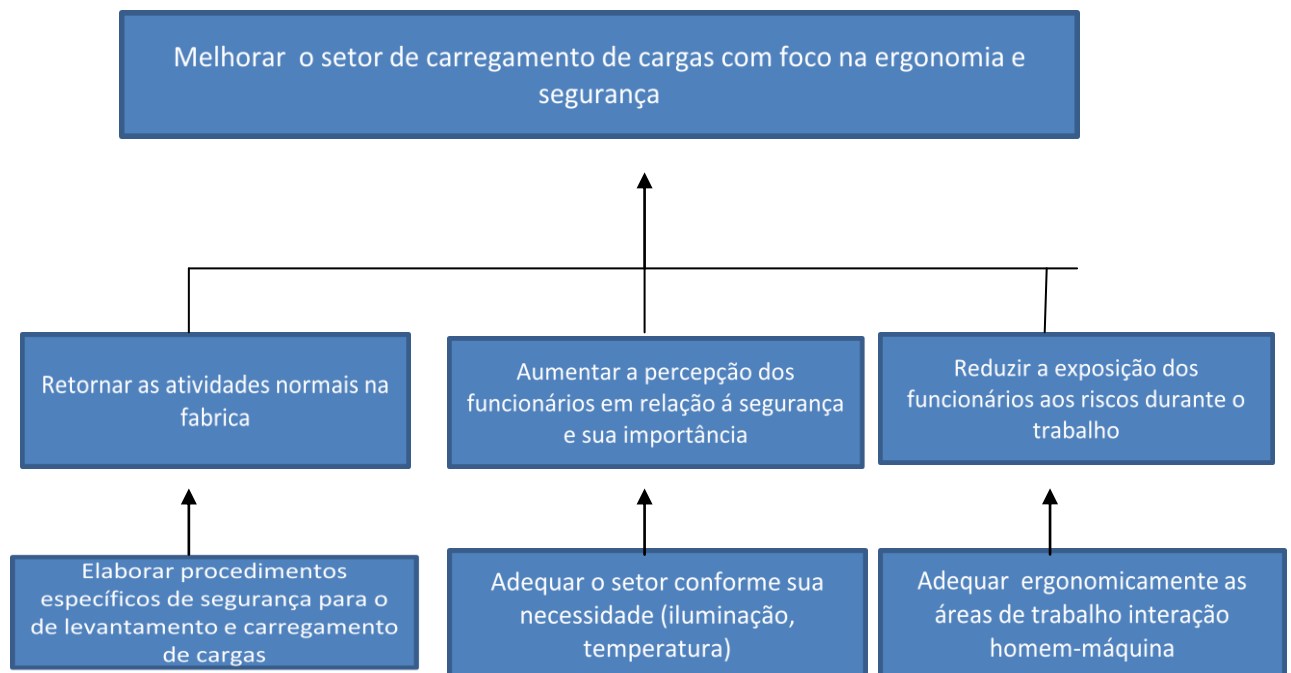 Melhorar o setor de carregamento de cargas com foco na ergonomia e
segurança
Retornar as atividades normais na
fabrica
Aumentar a percepção dos
funcionários em relação á segurança
e sua importância
Reduzir a exposição dos
funcionários aos riscos durante o
trabalho
Elaborar procedimentos
específicos de segurança para o
de levantamento e carregamento
de cargas
Adequar o setor conforme sua
necessidade (iluminação,
temperatura)
Adequar ergonomicamente as
áreas de trabalho interação
homem-máquina